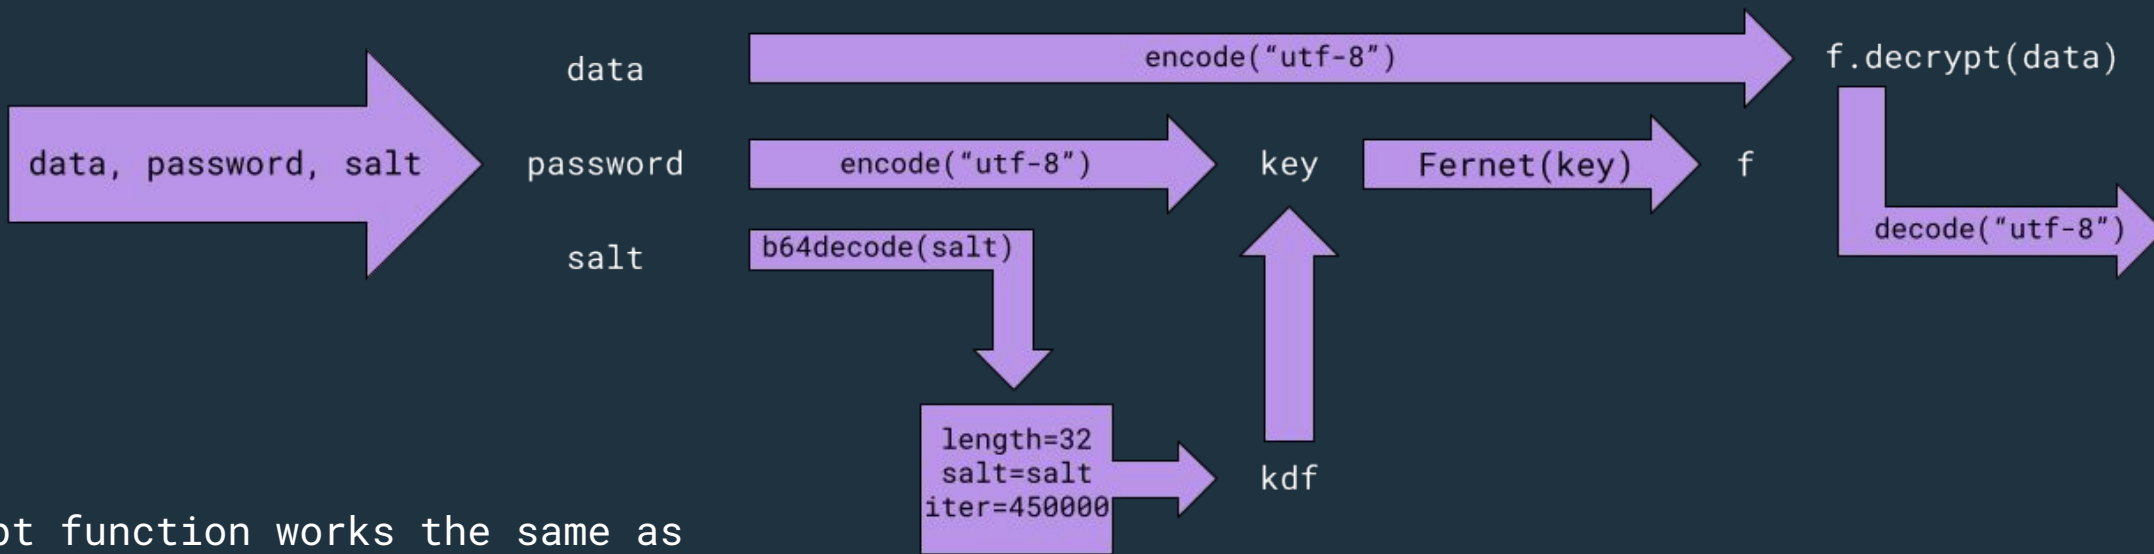 data, password, salt
data
encode(“utf-8”)
f.decrypt(data)
password
encode(“utf-8”)
key
Fernet(key)
f
salt
b64decode(salt)
decode(“utf-8”)
length=32
salt=salt
iter=450000
kdf
function works the same as